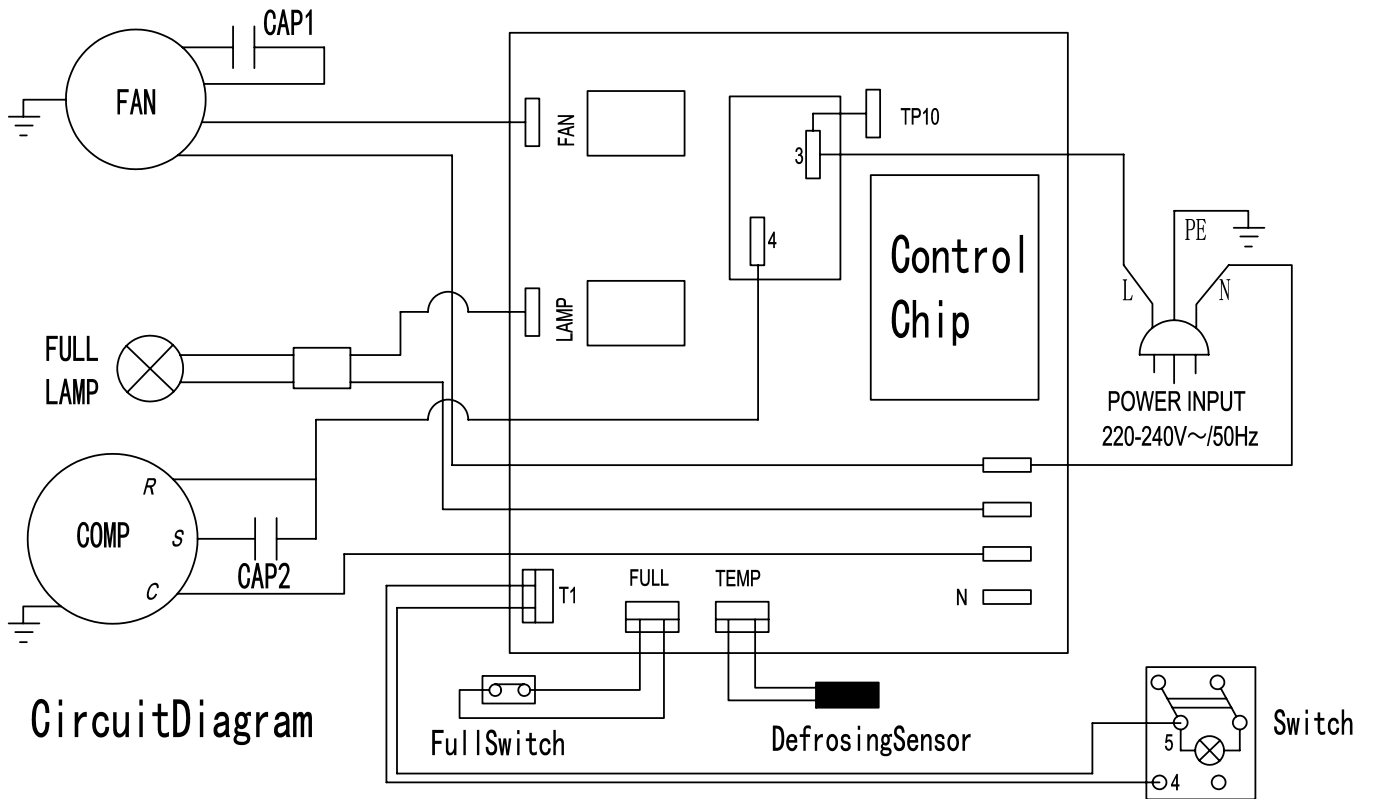 CAP1
FAN
FAN
TP10
3
4
Control
Chip
PE
L
N
LAMP
FULL
LAMP
POWER INPUT
220-240V～/50Hz
R
COMP
S
CAP2
C
T1
FULL
TEMP
N
CircuitDiagram
FullSwitch
DefrosingSensor
5
4
Switch